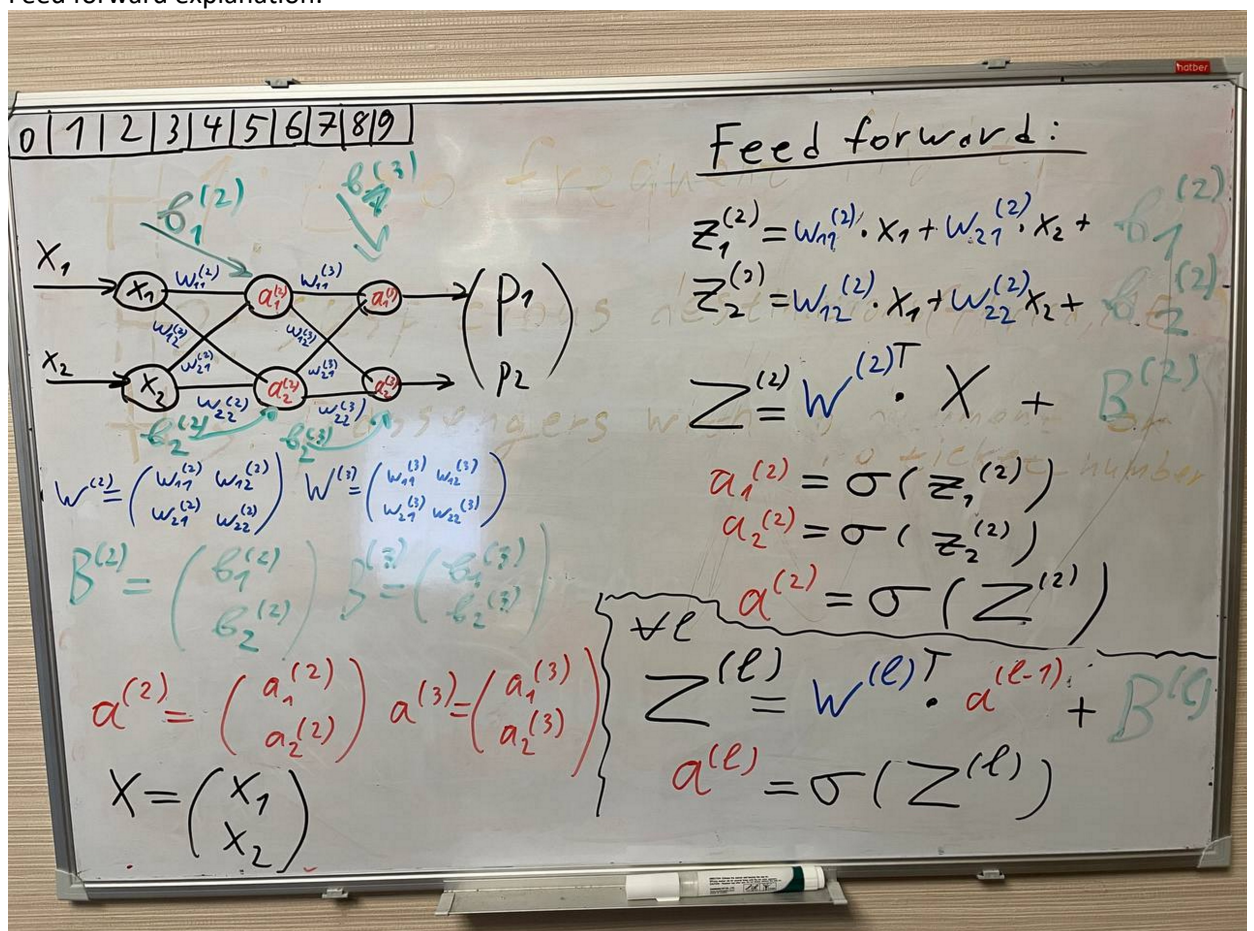 Feed forward explanation:
hatber
0 | 1 | 2 | 3 | 4 | 5 | 6 | 7 | 8 | 9
b₁⁽²⁾
b₁⁽³⁾
X₁
x₁ w₁₁⁽²⁾ a₁⁽²⁾ w₁₁⁽³⁾ a₁
w₁₂⁽²⁾ w₁₂⁽³⁾
w₂₁⁽²⁾ w₂₁⁽³⁾
X₂
x₂ w₂₂⁽²⁾ a₂⁽²⁾ w₂₂⁽³⁾ a₂⁽³⁾
b₂⁽²⁾ b₂⁽³⁾
(p₁
p₂)
W⁽²⁾ = (w₁₁⁽²⁾ w₁₂⁽²⁾
w₂₁⁽²⁾ w₂₂⁽²⁾)
W⁽³⁾ = (w₁₁⁽³⁾ w₁₂⁽³⁾
w₂₁⁽³⁾ w₂₂⁽³⁾)
B⁽²⁾ = (b₁⁽²⁾
b₂⁽²⁾)
B⁽³⁾ = (b₁⁽³⁾
b₂⁽³⁾)
a⁽²⁾ = (a₁⁽²⁾
a₂⁽²⁾)
a⁽³⁾ = (a₁⁽³⁾
a₂⁽³⁾)
X = (x₁
x₂)
Feed forward:
z₁⁽²⁾ = w₁₁⁽²⁾ · x₁ + w₂₁⁽²⁾ · x₂ + b₁⁽²⁾
z₂⁽²⁾ = w₁₂⁽²⁾ · x₁ + w₂₂⁽²⁾ x₂ + b₂⁽²⁾
Z⁽²⁾ = W⁽²⁾ᵀ · X + B⁽²⁾
a₁⁽²⁾ = σ(z₁⁽²⁾)
a₂⁽²⁾ = σ(z₂⁽²⁾)
a⁽²⁾ = σ(Z⁽²⁾)
∀ℓ
Z⁽ℓ⁾ = W⁽ℓ⁾ᵀ · a⁽ℓ⁻¹⁾ + B⁽ℓ⁾
a⁽ℓ⁾ = σ(Z⁽ℓ⁾)